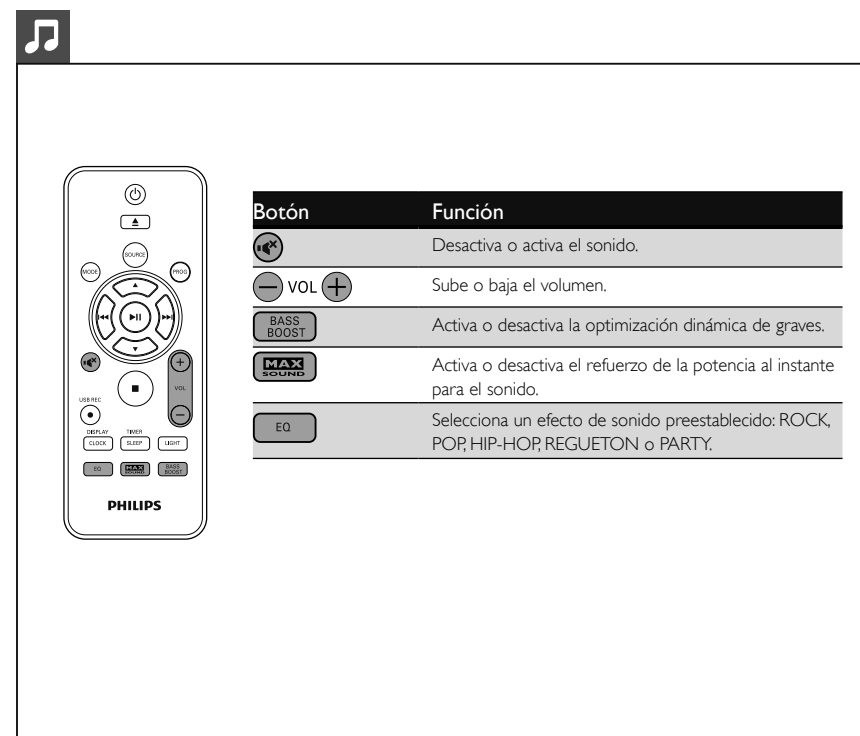 SOURCE
MODE
PROG
VOL
USB REC
DISPLAY
TIMER
CLOCK
SLEEP
LIGHT
EQ
MAX
SOUND
BASS
BOOST
PHILIPS
Botón Función
Desactiva o activa el sonido.
VOL Sube o baja el volumen.
BASS
BOOST
Activa o desactiva la optimización dinámica de graves.
MAX
SOUND
Activa o desactiva el refuerzo de la potencia al instante
para el sonido.
EQ
Selecciona un efecto de sonido preestablecido: ROCK,
POP, HIP-HOP, REGUETON o PARTY.